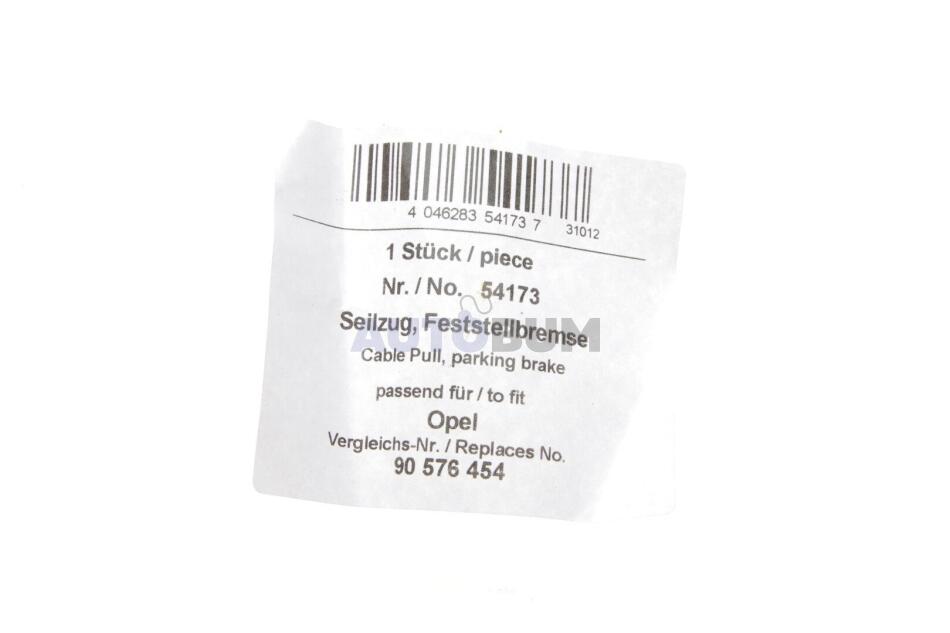 4 046283 54173 7
31012
1 Stück / piece
Nr. / No. 54173
Seilzug, Feststellbremse
AUTOBUM
Cable Pull, parking brake
passend für / to fit
Opel
Vergleichs-Nr. / Replaces No.
90 576 454